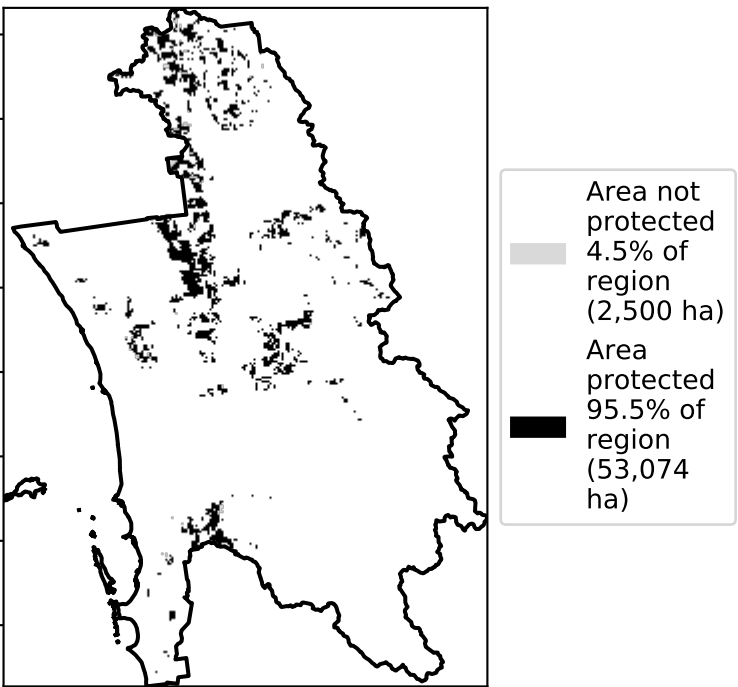 Area not
protected
4.5% of
region
(2,500 ha)
Area
protected
95.5% of
region
(53,074
ha)